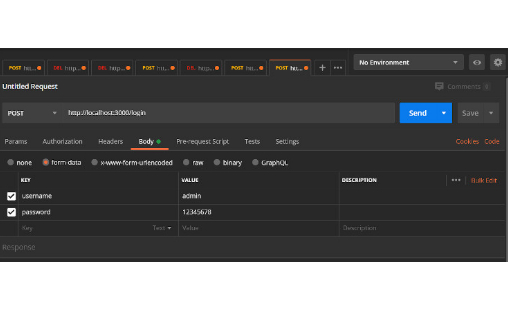 POST hu... DEL http... DEL http... POST htt... DEL http... POST ht... POST hu... + ••• No Environment
Untitled Request Comments 0
POST http://localhost:3000/login Send Save
Params Authorization Headers Body Pre-request Script Tests Settings Cookies Code
none form-data x-www-form-urlencoded raw binary GraphQL
KEY VALUE DESCRIPTION ••• Bulk Edit
username admin
password 12345678
Key Text Value Description
Response